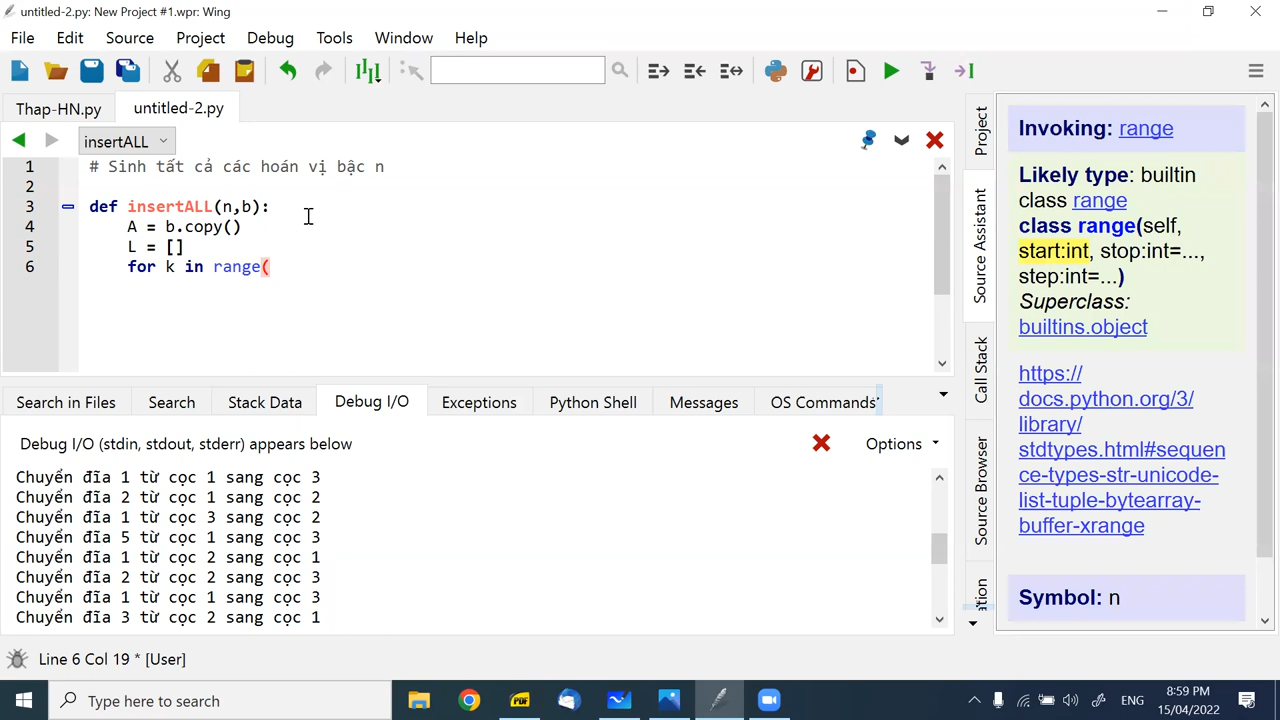 untitled-2.py: New Project #1.wpr: Wing
File Edit Source Project Debug Tools Window Help
Thap-HN.py untitled-2.py
insertALL
1 # Sinh tất cả các hoán vị bậc n
2
3 def insertALL(n,b):
4 A = b.copy()
5 L = []
6 for k in range(
Search in Files Search Stack Data Debug I/O Exceptions Python Shell Messages OS Commands
Debug I/O (stdin, stdout, stderr) appears below
Options
Chuyển đĩa 1 từ cọc 1 sang cọc 3
Chuyển đĩa 2 từ cọc 1 sang cọc 2
Chuyển đĩa 1 từ cọc 3 sang cọc 2
Chuyển đĩa 5 từ cọc 1 sang cọc 3
Chuyển đĩa 1 từ cọc 2 sang cọc 1
Chuyển đĩa 2 từ cọc 2 sang cọc 3
Chuyển đĩa 1 từ cọc 1 sang cọc 3
Chuyển đĩa 3 từ cọc 2 sang cọc 1
Project
Source Assistant
Call Stack
Source Browser
Invoking: range
Likely type: builtin
class range
class range(self,
start:int, stop:int=...,
step:int=...)
Superclass:
builtins.object
https://
docs.python.org/3/
library/
stdtypes.html#sequen
ce-types-str-unicode-
list-tuple-bytearray-
buffer-xrange
Symbol: n
Line 6 Col 19 * [User]
Type here to search
PDF
ENG
8:59 PM
15/04/2022